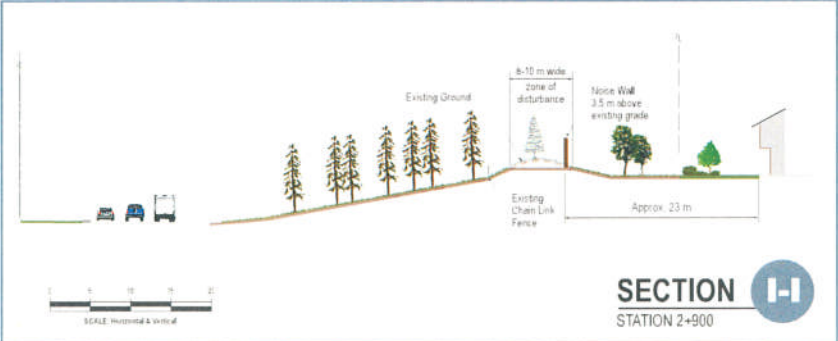 6-10 m wide
zone of
disturbance
Existing Ground
Noise Wall
3.5 m above
existing grade
Existing
Chain Link
Fence
Approx. 23 m
0 5 10 15 20
SCALE: Horizontal & Vertical
SECTION H-H
STATION 2+900